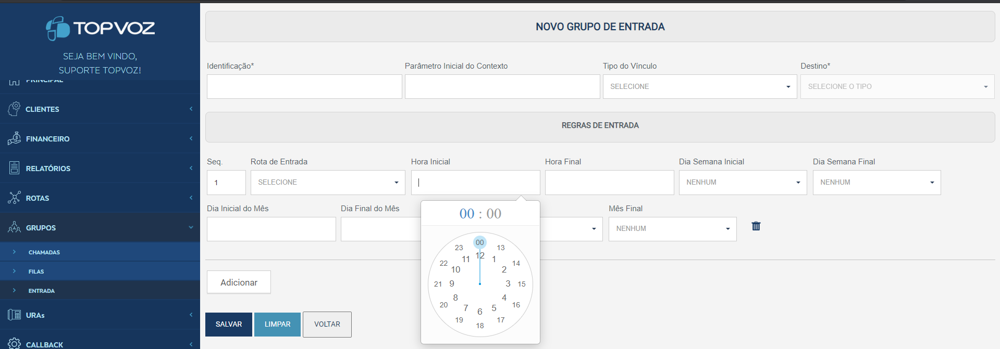 TOPVOZ
SEJA BEM VINDO,
SUPORTE TOPVOZ!
PRINCIPAL
CLIENTES
FINANCEIRO
RELATÓRIOS
ROTAS
GRUPOS
CHAMADAS
FILAS
ENTRADA
URAs
CALLBACK
NOVO GRUPO DE ENTRADA
Identificação* Parâmetro Inicial do Contexto Tipo do Vínculo Destino*
SELECIONE SELECIONE O TIPO
REGRAS DE ENTRADA
Seq. Rota de Entrada Hora Inicial Hora Final Dia Semana Inicial Dia Semana Final
1 SELECIONE NENHUM NENHUM
Dia Inicial do Mês Dia Final do Mês Mês Final
NENHUM
00 : 00
00
23 13
12
11 1
22 14
10 2
21 9 3 15
8 4
20 16
7 5
6
19 17
18
Adicionar
SALVAR LIMPAR VOLTAR